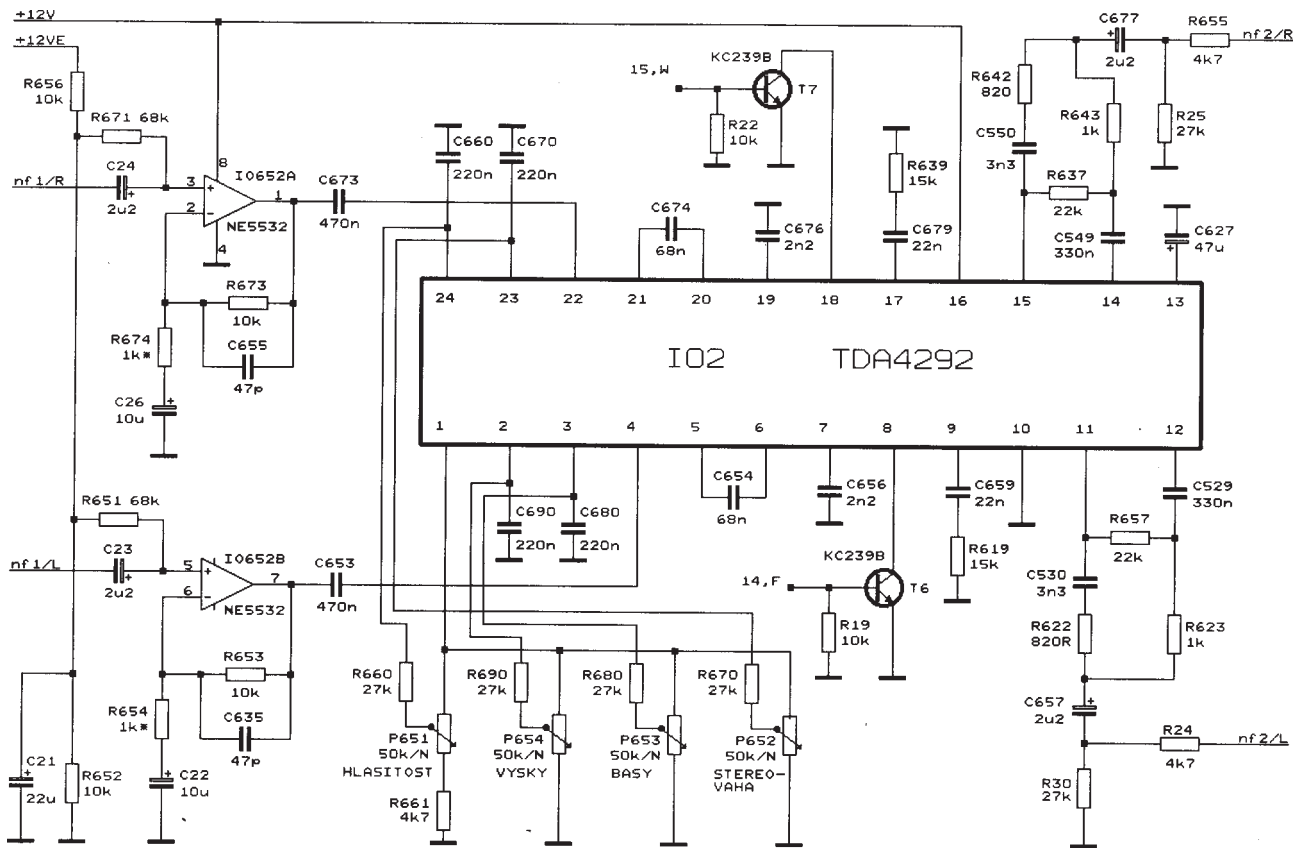 +12V
+12VE
R656
10k
R671 68k
C24
nf1/R
2u2
3
+
8
IO652A
1
2
−
NE5532
4
C673
470n
R673
10k
C655
47p
R674
1k*
C26
+
10u
C660
220n
C670
220n
15,W
KC239B
T7
R22
10k
C674
68n
C676
2n2
R639
15k
C679
22n
R642
820
C550
3n3
C677
+
2u2
R655
4k7
nf2/R
R643
1k
R25
27k
R637
22k
C549
330n
C627
+
47u
24 23 22 21 20 19 18 17 16 15 14 13
IO2 TDA4292
1 2 3 4 5 6 7 8 9 10 11 12
R651 68k
C23
nf1/L
2u2
+
5
+
IO652B
7
6
−
NE5532
C653
470n
R653
10k
C635
47p
R654
1k*
C22
+
10u
C21
+
22u
R652
10k
C690
220n
C680
220n
C654
68n
C656
2n2
KC239B
14,F
T6
R19
10k
C659
22n
R619
15k
C529
330n
R657
22k
C530
3n3
R622
820R
R623
1k
C657
+
2u2
R24
4k7
nf2/L
R30
27k
R660
27k
R690
27k
R680
27k
R670
27k
P651
50k/N
HLASITOST
P654
50k/N
VYSKY
P653
50k/N
BASY
P652
50k/N
STEREO-
VAHA
R661
4k7